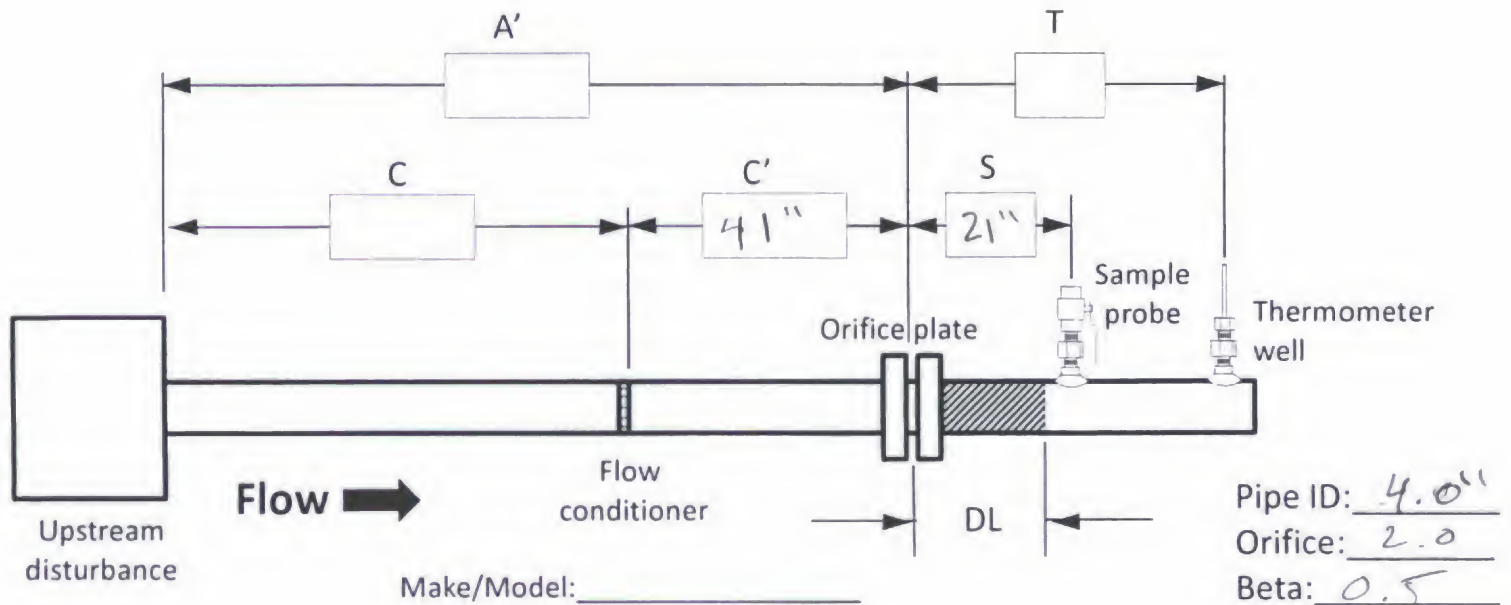 A'
T
C
C'
S
41"
21"
Sample
probe
Orifice plate
Thermometer
well
Flow
Flow
conditioner
DL
Upstream
disturbance
Make/Model:
Pipe ID: 4.0"
Orifice: 2.0
Beta: 0.5